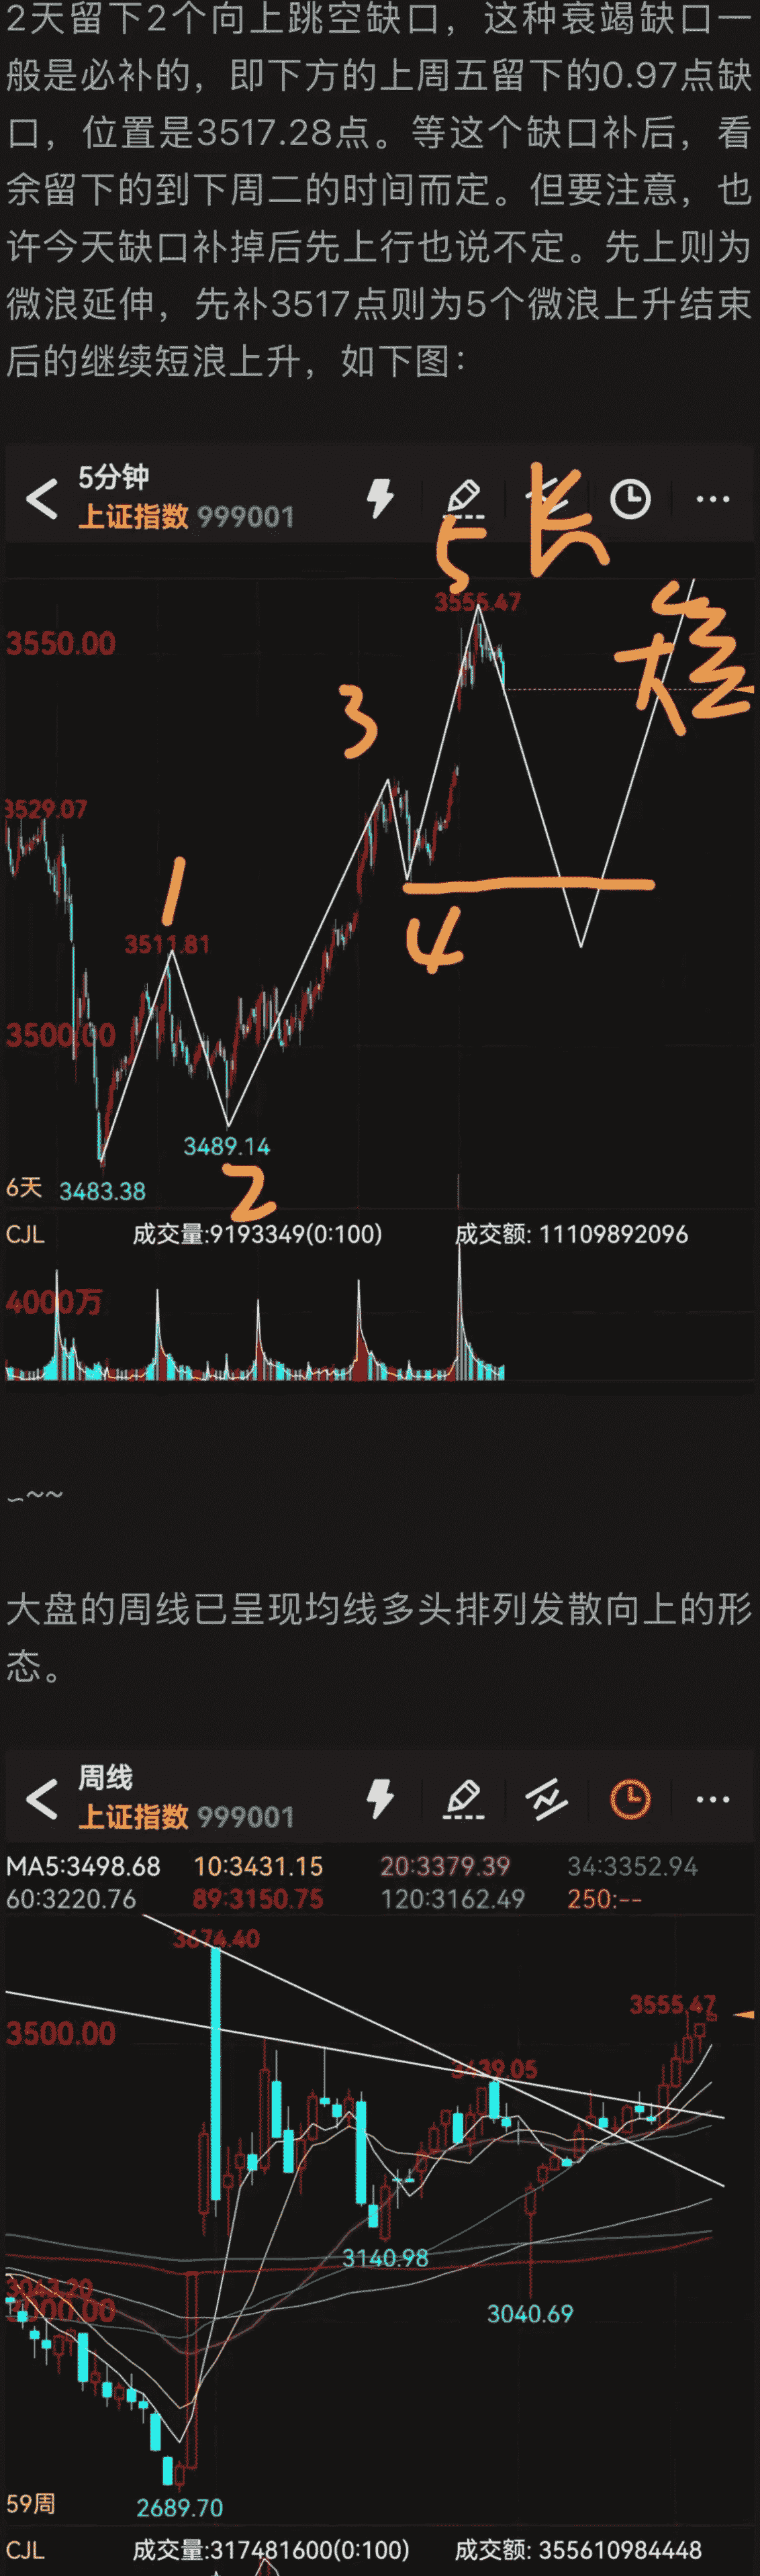 2天留下2个向上跳空缺口，这种衰竭缺口一
般是必补的，即下方的上周五留下的0.97点缺
口，位置是3517.28点。等这个缺口补后，看
余留下的到下周二的时间而定。但要注意，也
许今天缺口补掉后先上行也说不定。先上则为
微浪延伸，先补3517点则为5个微浪上升结束
后的继续短浪上升，如下图：
5分钟
上证指数 999001
5
3555.47
3550.00
3
3529.07
1
3511.81
4
3500.00
3489.14
2
6天 3483.38
CJL 成交量:9193349(0:100) 成交额: 11109892096
4000万
~~~
大盘的周线已呈现均线多头排列发散向上的形
态。
周线
上证指数 999001
MA5:3498.68 10:3431.15 20:3379.39 34:3352.94
60:3220.76 89:3150.75 120:3162.49 250:--
3674.40
3555.47
3500.00
3439.05
3140.98
3043.20
3000.00
3040.69
59周 2689.70
CJL 成交量:317481600(0:100) 成交额: 355610984448